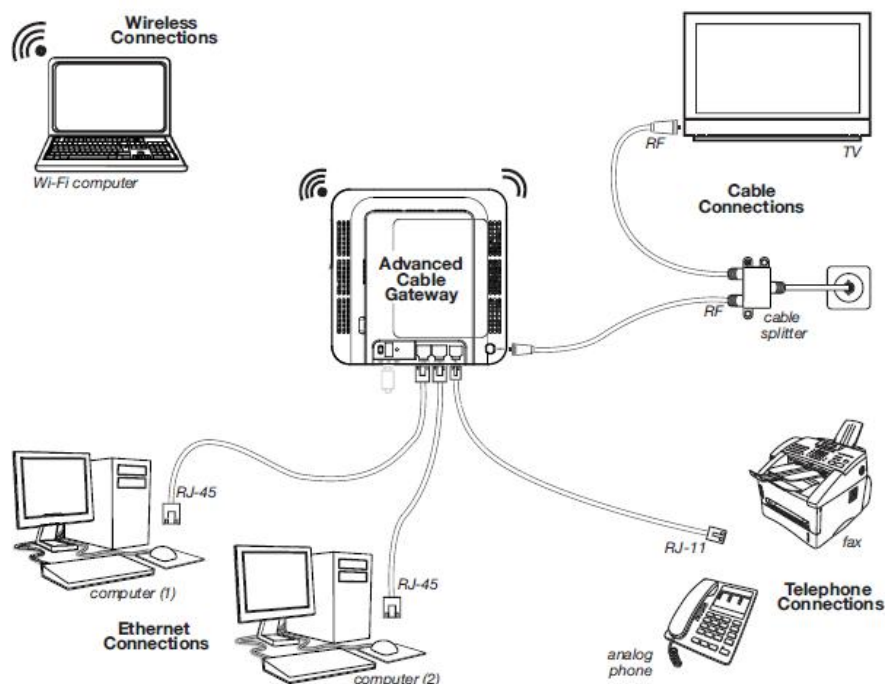 Wireless
Connections
Wi-Fi computer
RF
TV
Cable
Connections
Advanced
Cable
Gateway
RF
cable
splitter
RJ-45
computer (1)
RJ-45
computer (2)
Ethernet
Connections
RJ-11
fax
Telephone
Connections
analog
phone